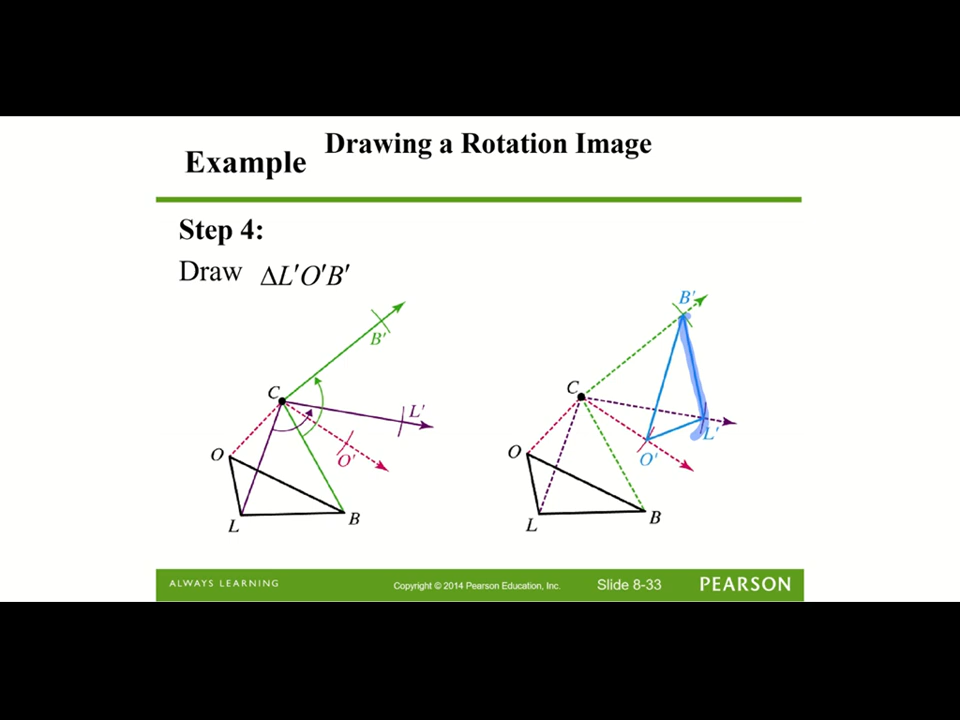 Drawing a Rotation Image
Example
Step 4:
Draw ΔL′O′B′
B′
C
L′
O
O′
L
B
B′
C
L′
O
O′
L
B
ALWAYS LEARNING
Copyright © 2014 Pearson Education, Inc.
Slide 8-33
PEARSON